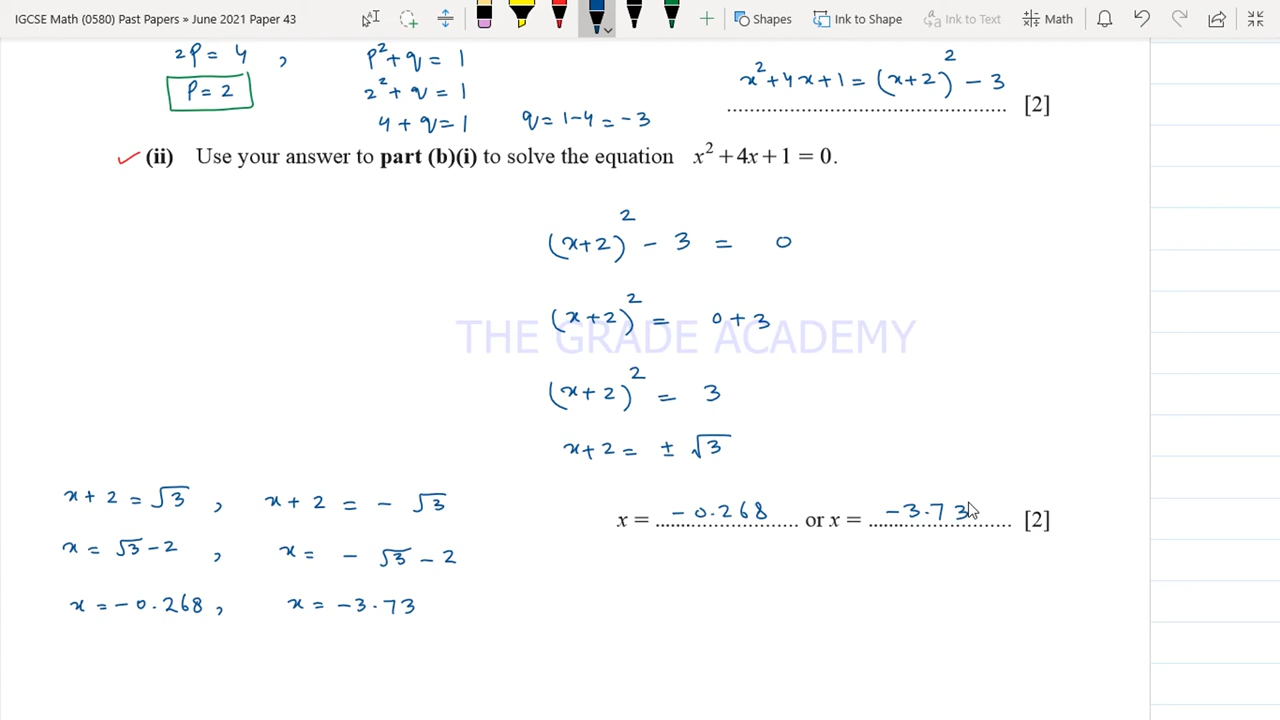 IGCSE Math (0580) Past Papers » June 2021 Paper 43
Shapes
Ink to Shape
Ink to Text
Math
2P = 4 , P² + q = 1
P = 2
2² + q = 1
4 + q = 1
q = 1 - 4 = -3
x² + 4x + 1 = (x+2)² - 3
[2]
(ii) Use your answer to part (b)(i) to solve the equation x² + 4x + 1 = 0.
(x+2)² - 3 = 0
(x+2)² = 0 + 3
THE GRADE ACADEMY
(x+2)² = 3
x+2 = ± √3
x + 2 = √3 , x + 2 = - √3
x = √3 - 2 , x = - √3 - 2
x = -0.268 , x = -3.73
x = -0.268 or x = -3.73 [2]